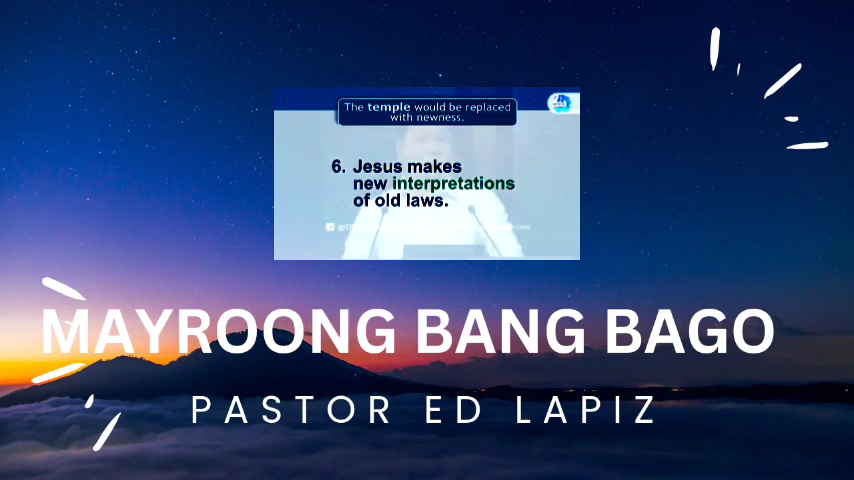 The temple would be replaced
with newness.
6. Jesus makes
new interpretations
of old laws.
MAYROONG BANG BAGO
PASTOR ED LAPIZ